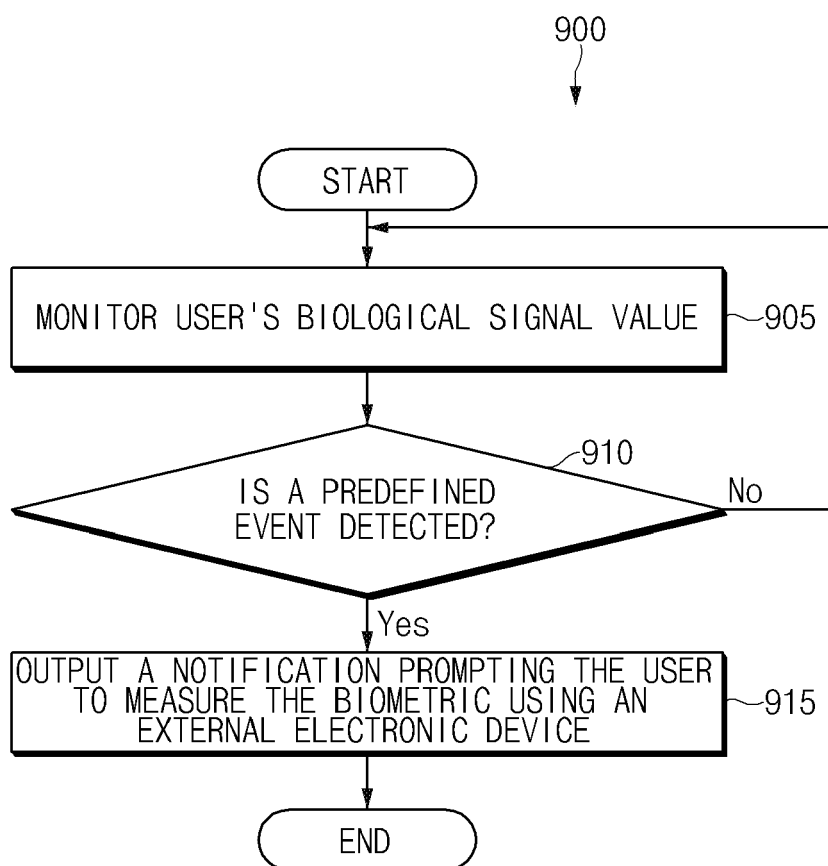 900
START
MONITOR USER'S BIOLOGICAL SIGNAL VALUE
905
910
IS A PREDEFINED
EVENT DETECTED?
No
Yes
OUTPUT A NOTIFICATION PROMPTING THE USER
TO MEASURE THE BIOMETRIC USING AN
EXTERNAL ELECTRONIC DEVICE
915
END